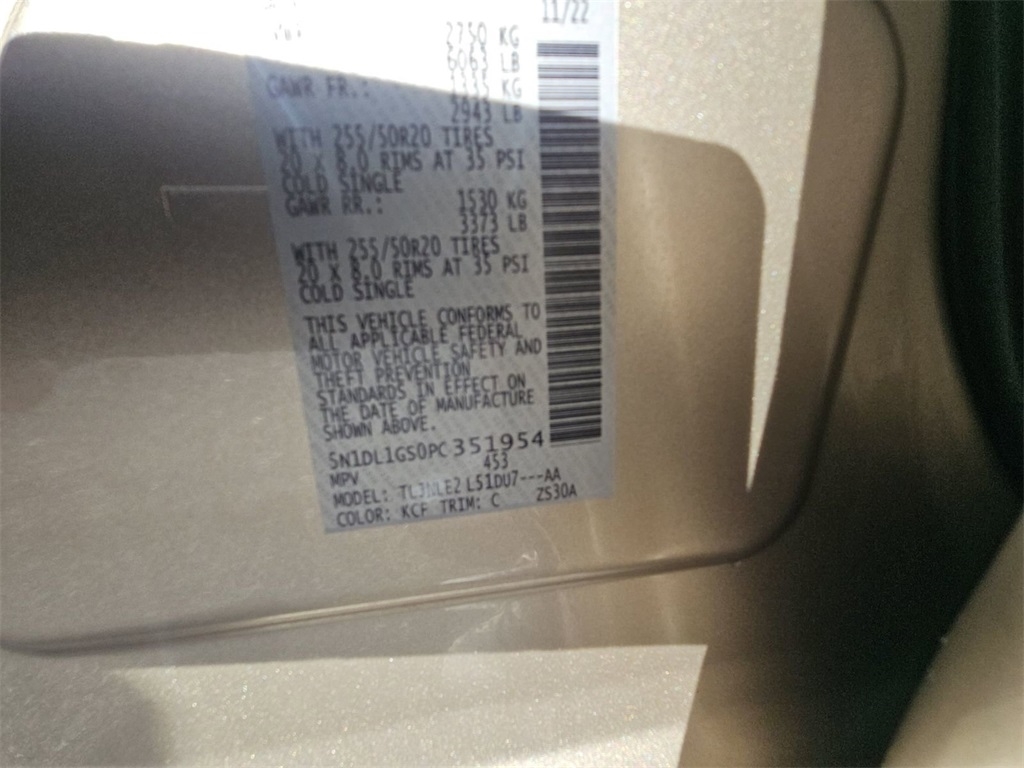 11/22
2750 KG
6063 LB
GAWR FR.: 1335 KG
2943 LB
WITH 255/50R20 TIRES
20 X 8.0 RIMS AT 35 PSI
COLD SINGLE
GAWR RR.: 1530 KG
3373 LB
WITH 255/50R20 TIRES
20 X 8.0 RIMS AT 35 PSI
COLD SINGLE
THIS VEHICLE CONFORMS TO
ALL APPLICABLE FEDERAL
MOTOR VEHICLE SAFETY AND
THEFT PREVENTION
STANDARDS IN EFFECT ON
THE DATE OF MANUFACTURE
SHOWN ABOVE.
5N1DL1GS0PC351954
MPV 453
MODEL: L51DU7---AA
COLOR: KCF TRIM: C ZS30A